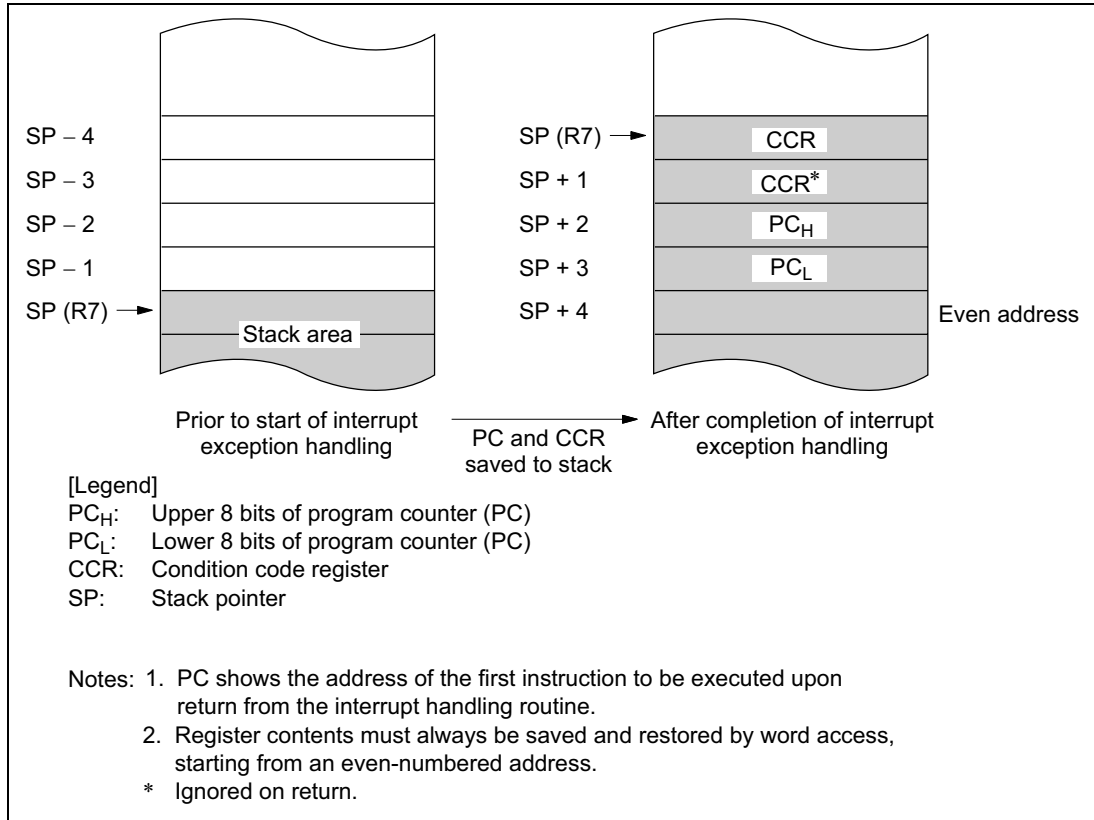 SP – 4
SP – 3
SP – 2
SP – 1
SP (R7)
Stack area
SP (R7)
SP + 1
SP + 2
SP + 3
SP + 4
CCR
CCR*
PCH
PCL
Even address
Prior to start of interrupt
exception handling
PC and CCR
saved to stack
After completion of interrupt
exception handling
[Legend]
PCH: Upper 8 bits of program counter (PC)
PCL: Lower 8 bits of program counter (PC)
CCR: Condition code register
SP: Stack pointer
Notes: 1. PC shows the address of the first instruction to be executed upon
return from the interrupt handling routine.
2. Register contents must always be saved and restored by word access,
starting from an even-numbered address.
* Ignored on return.